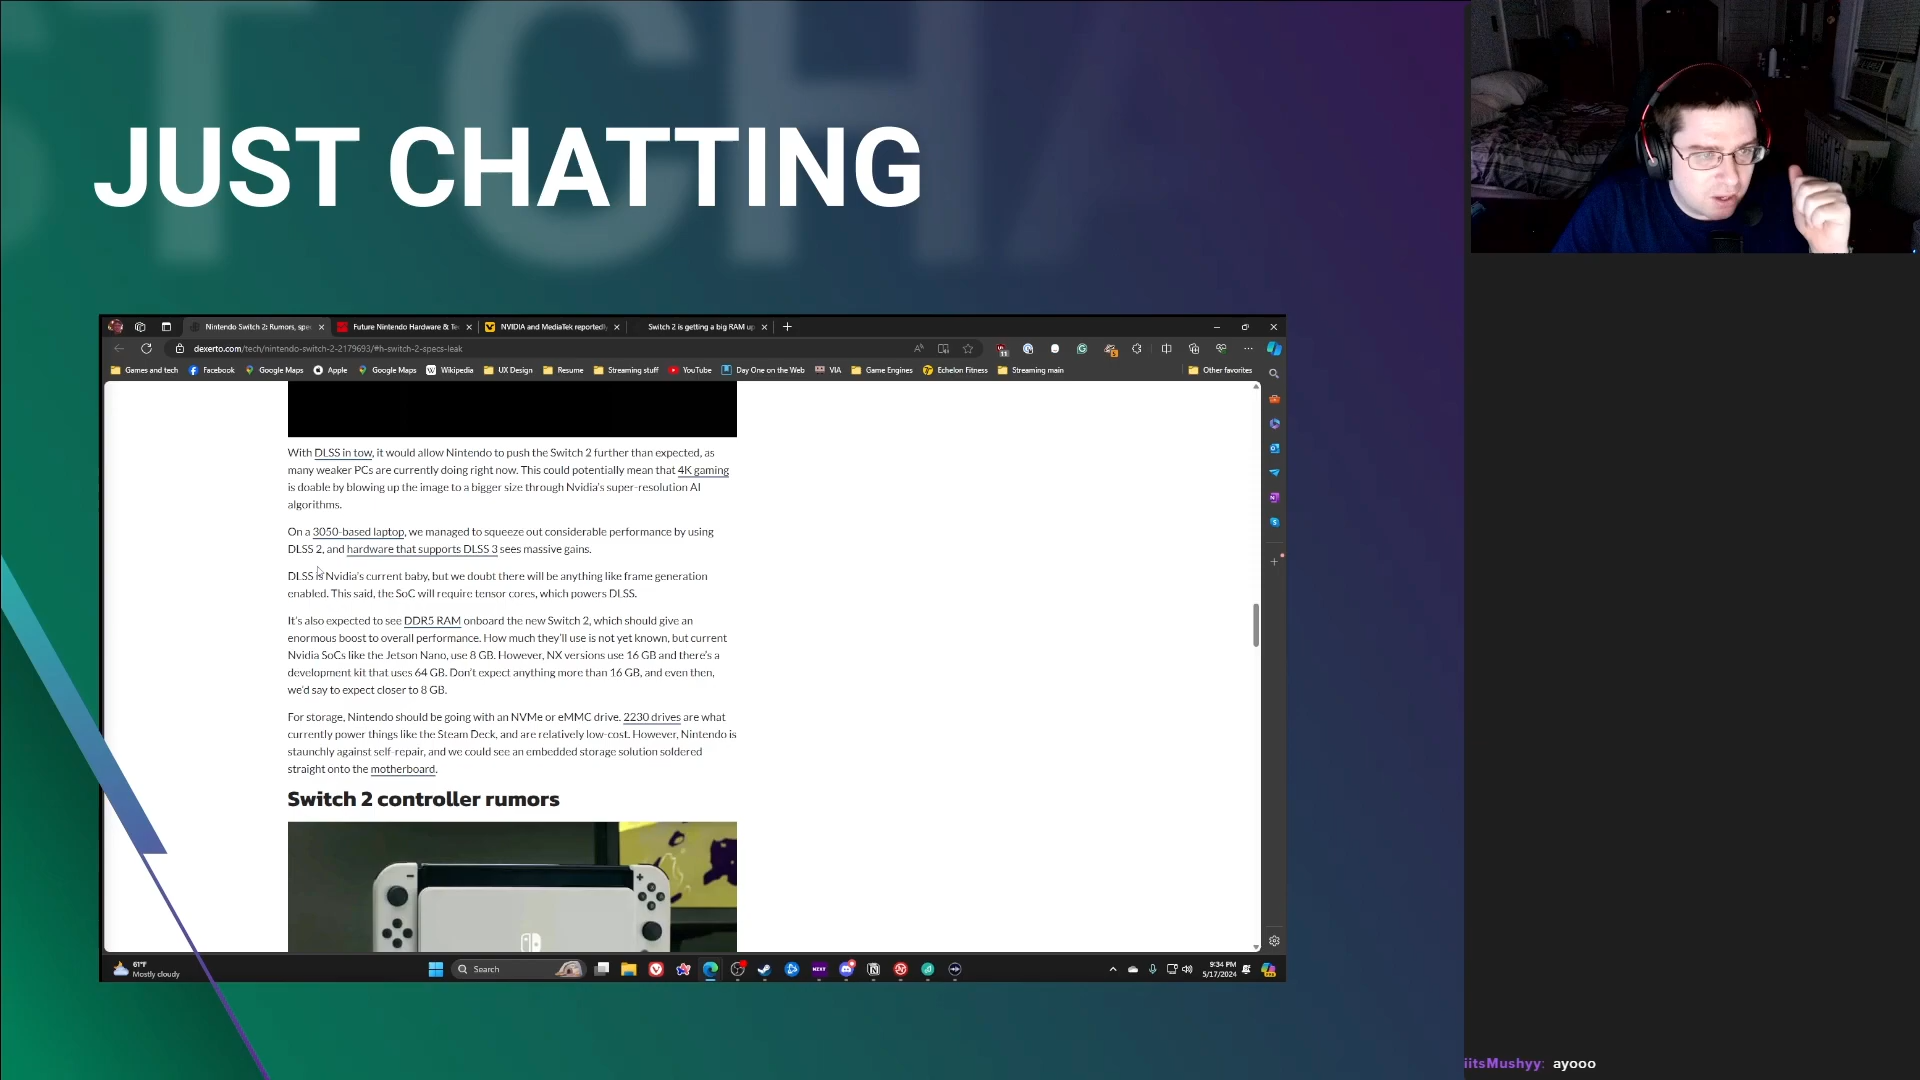 ST CHA
JUST CHATTING
Nintendo Switch 2: Rumors, spe
Future Nintendo Hardware & Te
NVIDIA and MediaTek reportedl
Switch 2 is getting a big RAM up
dexerto.com/tech/nintendo-switch-2-2179693/#h-switch-2-specs-leak
Games and tech Facebook Google Maps Apple Google Maps Wikipedia UX Design Resume Streaming stuff YouTube Day One on the Web VIA Game Engines Echelon Fitness Streaming main Other favorites
With DLSS in tow, it would allow Nintendo to push the Switch 2 further than expected, as
many weaker PCs are currently doing right now. This could potentially mean that 4K gaming
is doable by blowing up the image to a bigger size through Nvidia's super-resolution AI
algorithms.
On a 3050-based laptop, we managed to squeeze out considerable performance by using
DLSS 2, and hardware that supports DLSS 3 sees massive gains.
DLSS is Nvidia's current baby, but we doubt there will be anything like frame generation
enabled. This said, the SoC will require tensor cores, which powers DLSS.
It's also expected to see DDR5 RAM onboard the new Switch 2, which should give an
enormous boost to overall performance. How much they'll use is not yet known, but current
Nvidia SoCs like the Jetson Nano, use 8 GB. However, NX versions use 16 GB and there's a
development kit that uses 64 GB. Don't expect anything more than 16 GB, and even then,
we'd say to expect closer to 8 GB.
For storage, Nintendo should be going with an NVMe or eMMC drive. 2230 drives are what
currently power things like the Steam Deck, and are relatively low-cost. However, Nintendo is
staunchly against self-repair, and we could see an embedded storage solution soldered
straight onto the motherboard.
Switch 2 controller rumors
61°F
Mostly cloudy
Search
9:34 PM
5/17/2024
iitsMushyy: ayooo